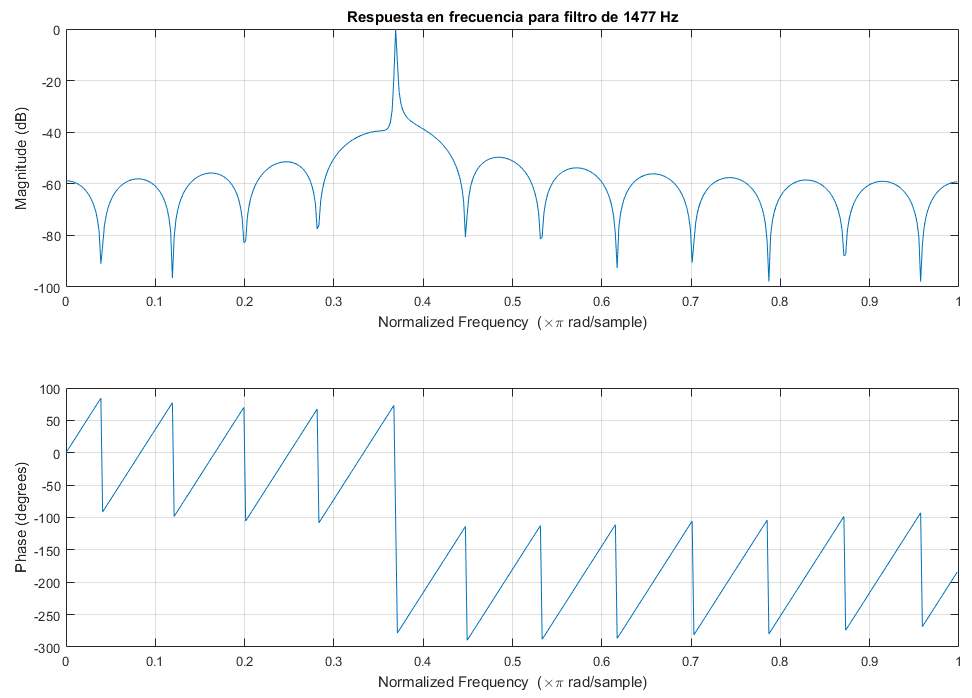 Respuesta en frecuencia para filtro de 1477 Hz
0
-20
-40
-60
-80
-100
Magnitude (dB)
0 0.1 0.2 0.3 0.4 0.5 0.6 0.7 0.8 0.9 1
Normalized Frequency (×π rad/sample)
100
50
0
-50
-100
-150
-200
-250
-300
Phase (degrees)
0 0.1 0.2 0.3 0.4 0.5 0.6 0.7 0.8 0.9 1
Normalized Frequency (×π rad/sample)